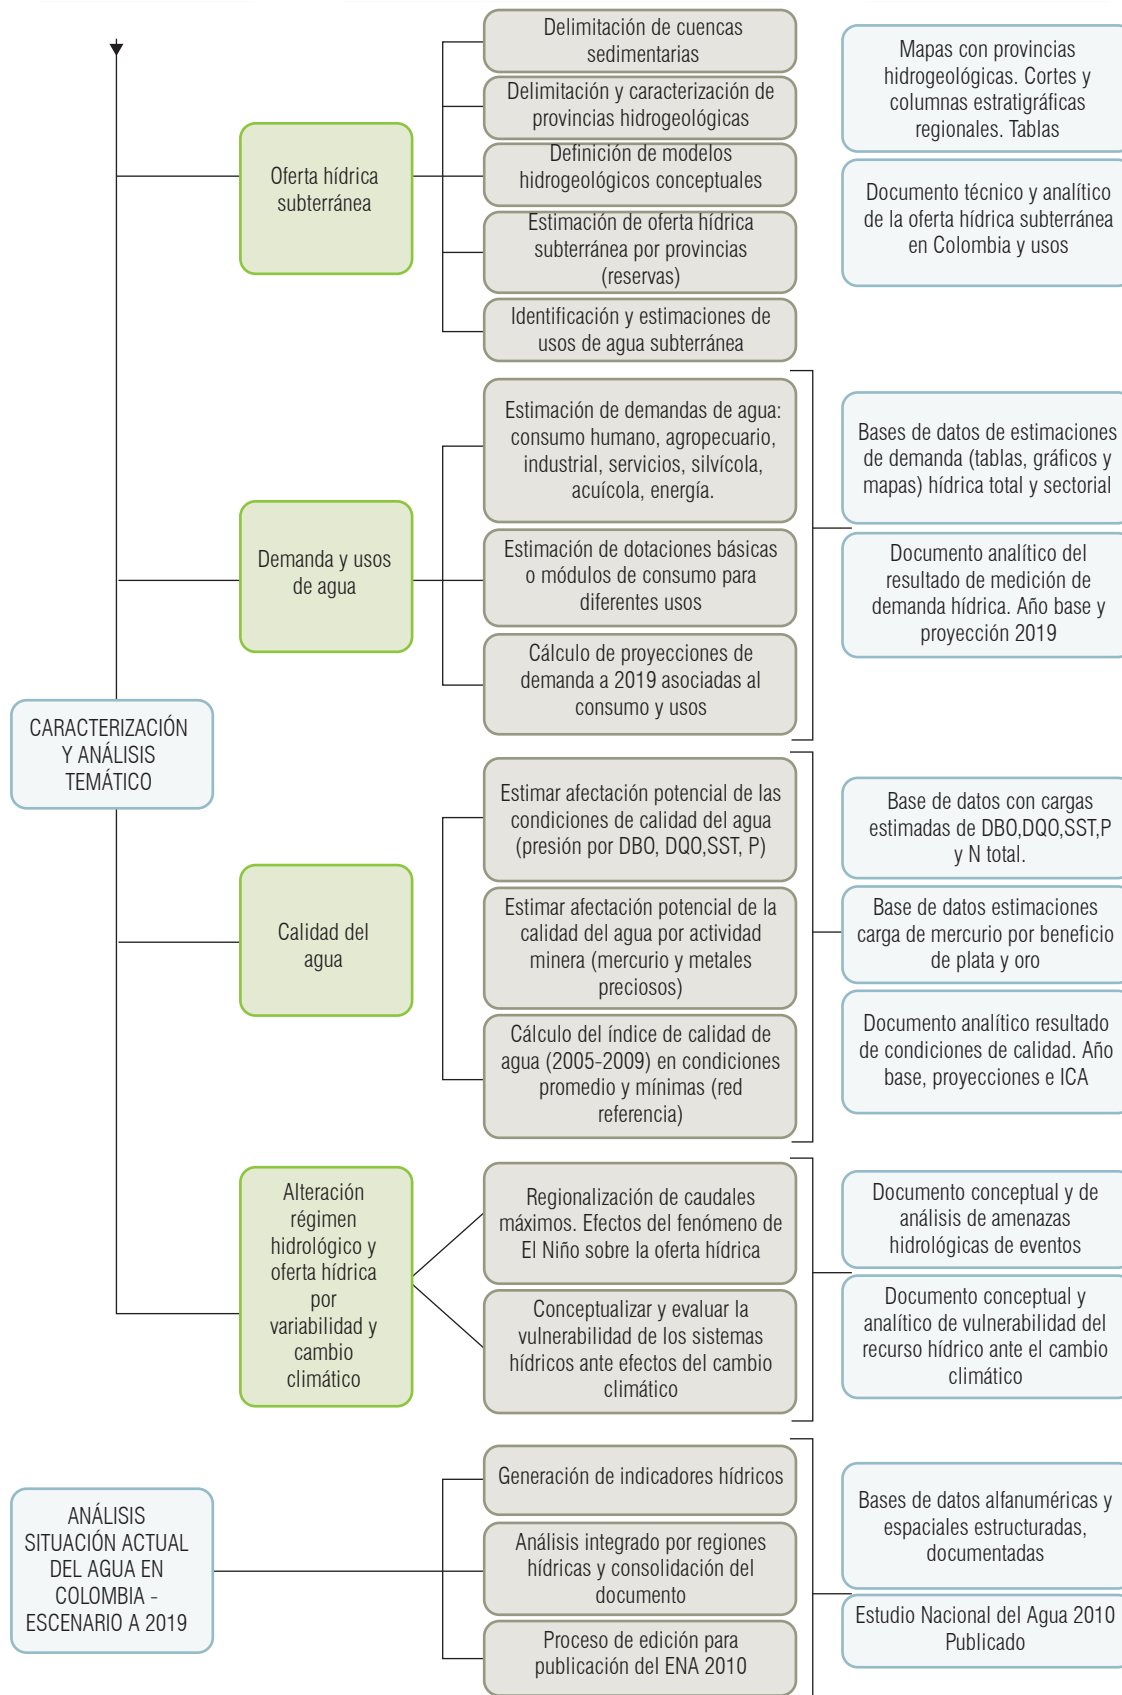 Delimitación de cuencas
sedimentarias
Delimitación y caracterización de
provincias hidrogeológicas
Oferta hídrica
subterránea
Definición de modelos
hidrogeológicos conceptuales
Estimación de oferta hídrica
subterránea por provincias
(reservas)
Identificación y estimaciones de
usos de agua subterránea
Mapas con provincias
hidrogeológicas. Cortes y
columnas estratigráficas
regionales. Tablas
Documento técnico y analítico
de la oferta hídrica subterránea
en Colombia y usos
Demanda y usos
de agua
Estimación de demandas de agua:
consumo humano, agropecuario,
industrial, servicios, silvícola,
acuícola, energía.
Estimación de dotaciones básicas
o módulos de consumo para
diferentes usos
Cálculo de proyecciones de
demanda a 2019 asociadas al
consumo y usos
Bases de datos de estimaciones
de demanda (tablas, gráficos y
mapas) hídrica total y sectorial
Documento analítico del
resultado de medición de
demanda hídrica. Año base y
proyección 2019
CARACTERIZACIÓN
Y ANÁLISIS
TEMÁTICO
Calidad del
agua
Estimar afectación potencial de las
condiciones de calidad del agua
(presión por DBO, DQO,SST, P)
Estimar afectación potencial de la
calidad del agua por actividad
minera (mercurio y metales
preciosos)
Cálculo del índice de calidad de
agua (2005-2009) en condiciones
promedio y mínimas (red
referencia)
Base de datos con cargas
estimadas de DBO,DQO,SST,P
y N total.
Base de datos estimaciones
carga de mercurio por beneficio
de plata y oro
Documento analítico resultado
de condiciones de calidad. Año
base, proyecciones e ICA
Alteración
régimen
hidrológico y
oferta hídrica
por
variabilidad y
cambio
climático
Regionalización de caudales
máximos. Efectos del fenómeno de
El Niño sobre la oferta hídrica
Conceptualizar y evaluar la
vulnerabilidad de los sistemas
hídricos ante efectos del cambio
climático
Documento conceptual y de
análisis de amenazas
hidrológicas de eventos
Documento conceptual y
analítico de vulnerabilidad del
recurso hídrico ante el cambio
climático
ANÁLISIS
SITUACIÓN ACTUAL
DEL AGUA EN
COLOMBIA -
ESCENARIO A 2019
Generación de indicadores hídricos
Análisis integrado por regiones
hídricas y consolidación del
documento
Proceso de edición para
publicación del ENA 2010
Bases de datos alfanuméricas y
espaciales estructuradas,
documentadas
Estudio Nacional del Agua 2010
Publicado